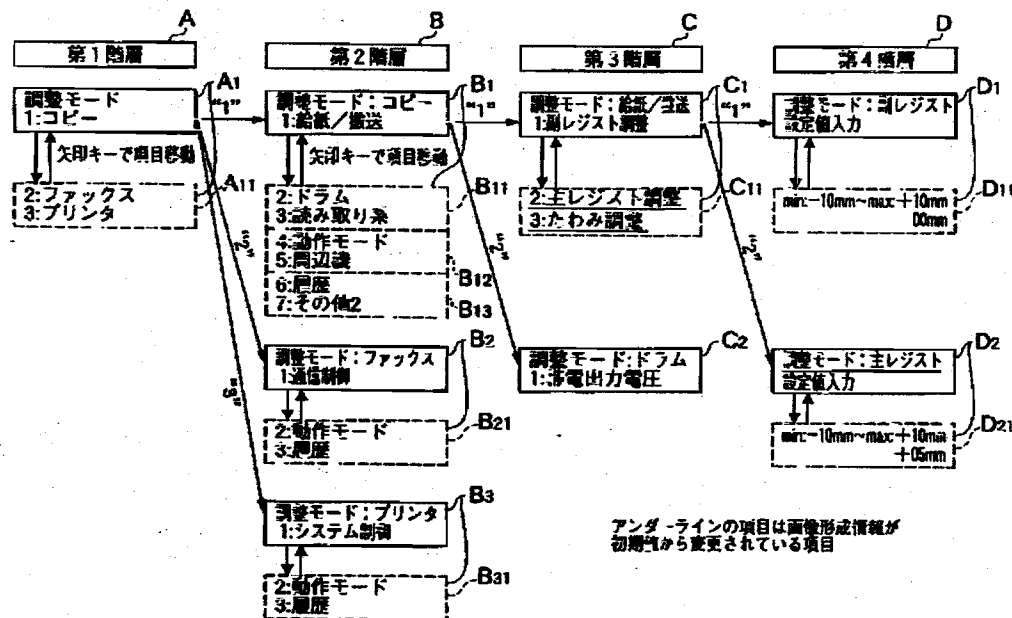 A
B
C
D
第1階層
第2階層
第3階層
第4階層
A1
調整モード
1:コピー
"1"
矢印キーで項目移動
2:ファックス
3:プリンタ
A11
"2"
"3"
B1
調整モード：コピー
1:給紙／搬送
"1"
矢印キーで項目移動
2:ドラム
3:読み取り系
B11
4:動作モード
5:周辺機
B12
6:履歴
7:その他2
B13
"2"
B2
調整モード：ファックス
1:通信制御
2:動作モード
3:履歴
B21
B3
調整モード：プリンタ
1:システム制御
2:動作モード
3:履歴
B31
C1
調整モード：給紙／搬送
1:副レジスト調整
"1"
2:主レジスト調整
3:たわみ調整
C11
"2"
C2
調整モード:ドラム
1:帯電出力電圧
D1
調整モード：副レジスト
設定値入力
min:-10mm~max:+10mm
00mm
D11
D2
調整モード：主レジスト
設定値入力
min:-10mm~max:+10mm
+05mm
D21
アンダーラインの項目は画像形成情報が
初期値から変更されている項目